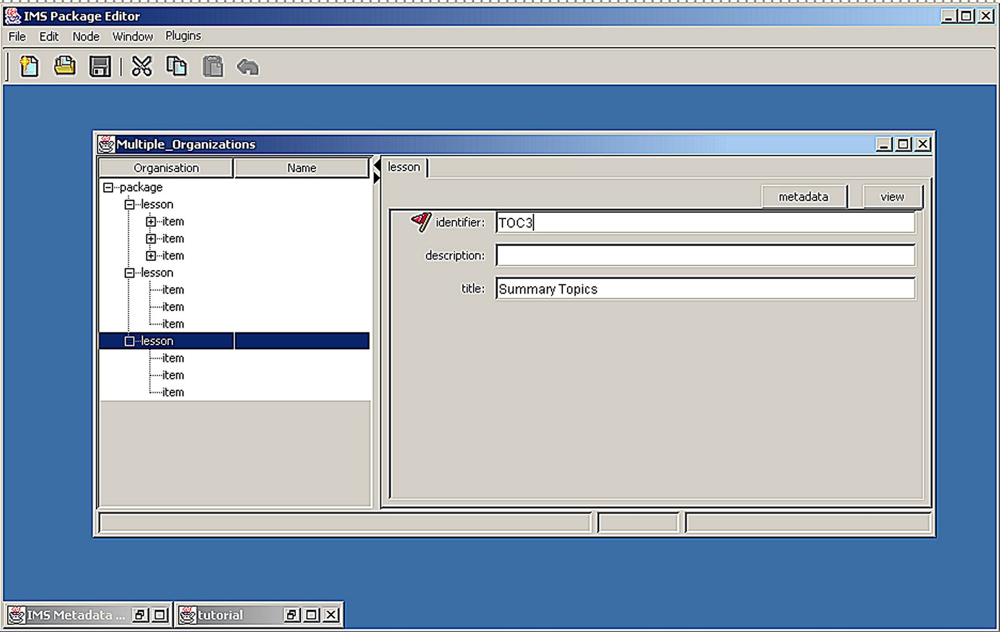 IMS Package Editor
File Edit Node Window Plugins
Multiple_Organizations
Organisation Name
lesson
package
metadata view
lesson
identifier: TOC3
item
item
description:
item
lesson
title: Summary Topics
item
item
item
lesson
item
item
item
IMS Metadata ... tutorial